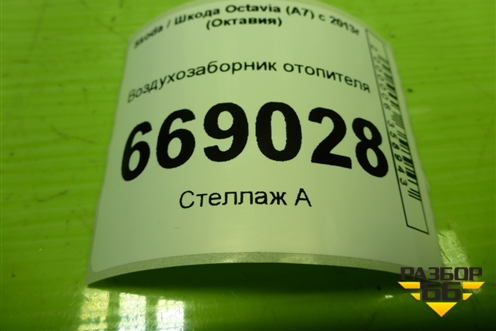 Skoda / Шкода Octavia (A7) с 2013г
(Октавия)
Воздухозаборник отопителя
669028
Стеллаж А
РАЗБОР
66